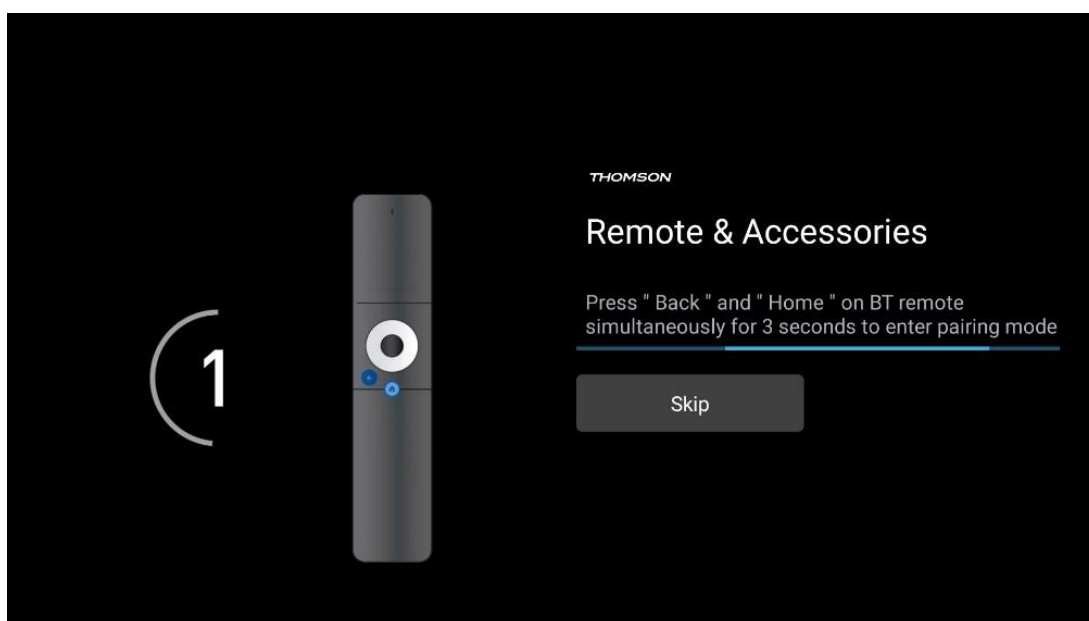 THOMSON
Remote & Accessories
Press " Back " and " Home " on BT remote
simultaneously for 3 seconds to enter pairing mode
1
Skip